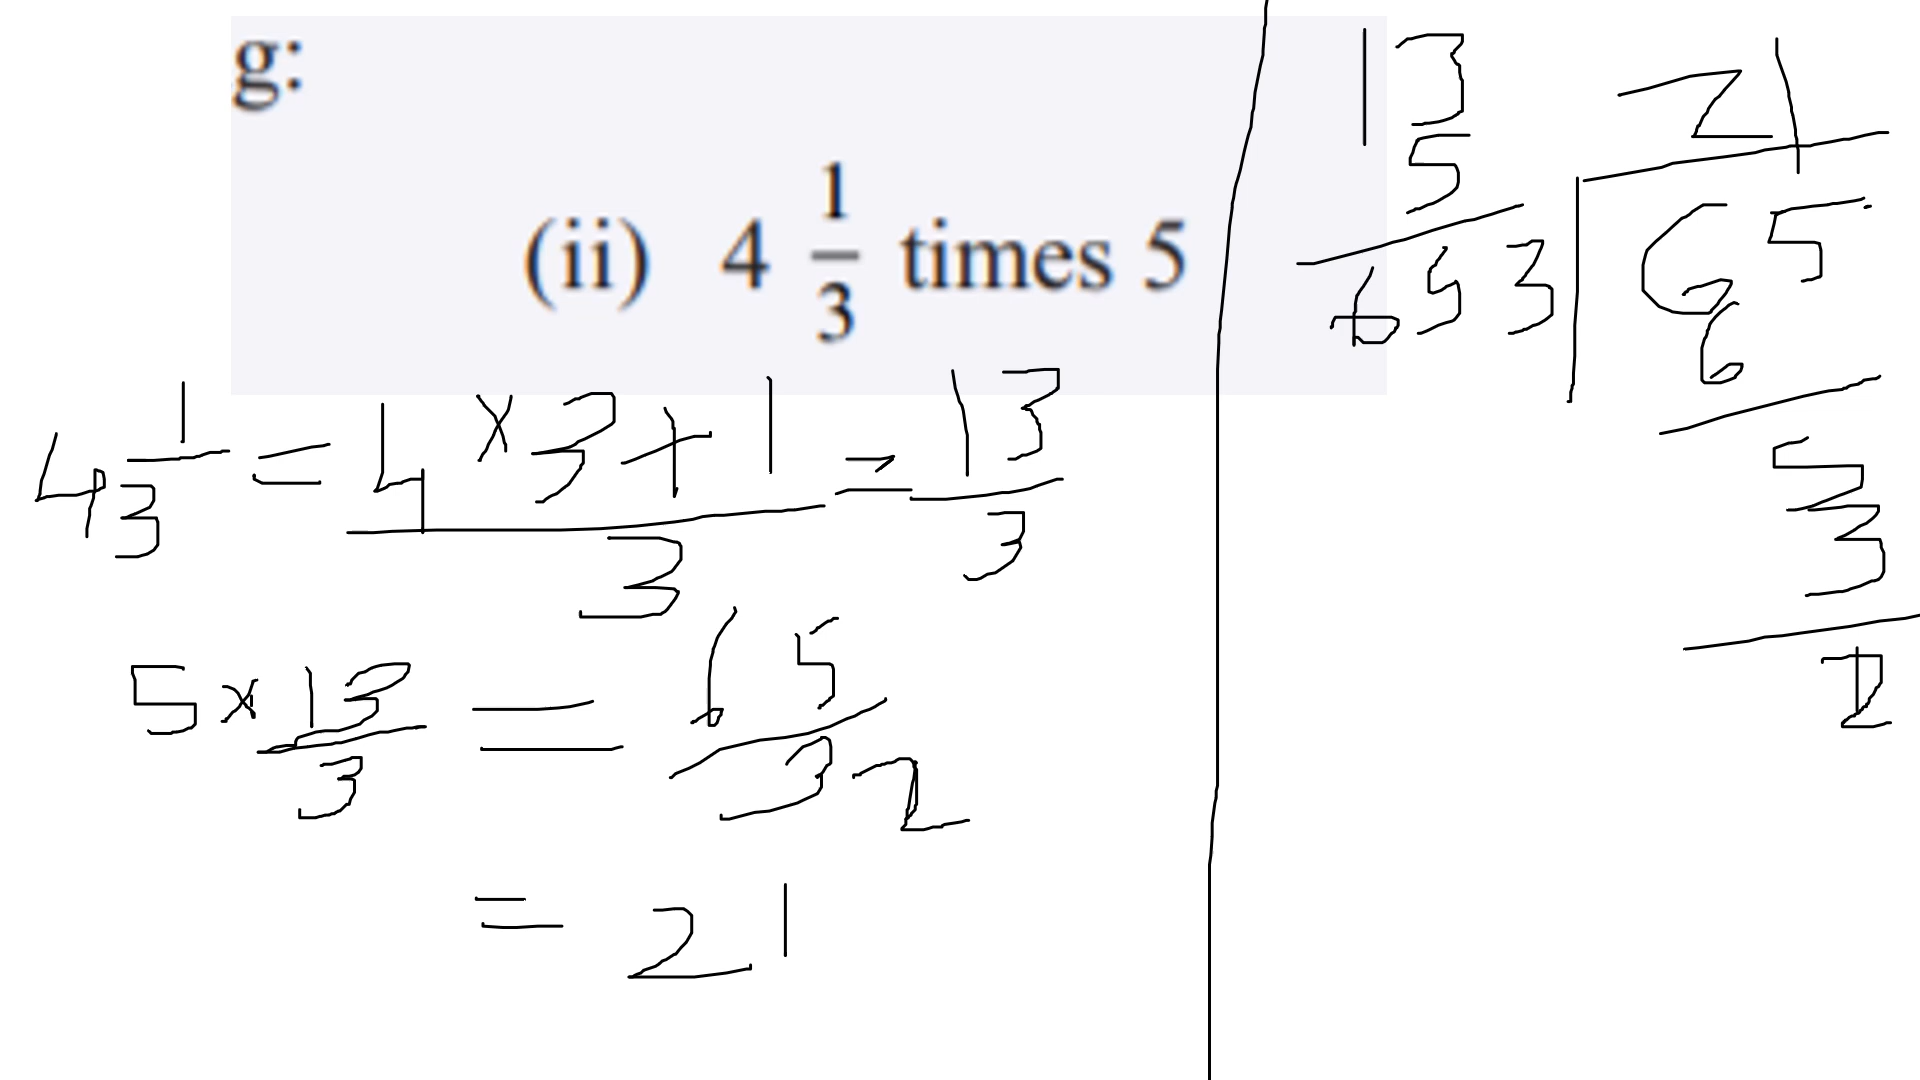 g:
(ii) 4 1/3 times 5
4 1/3 = 4 × 3 + 1 / 3 = 13/3
5 × 13/3 = 65/3 2
= 21
13
5
65
21
3 65
6
5
3
2